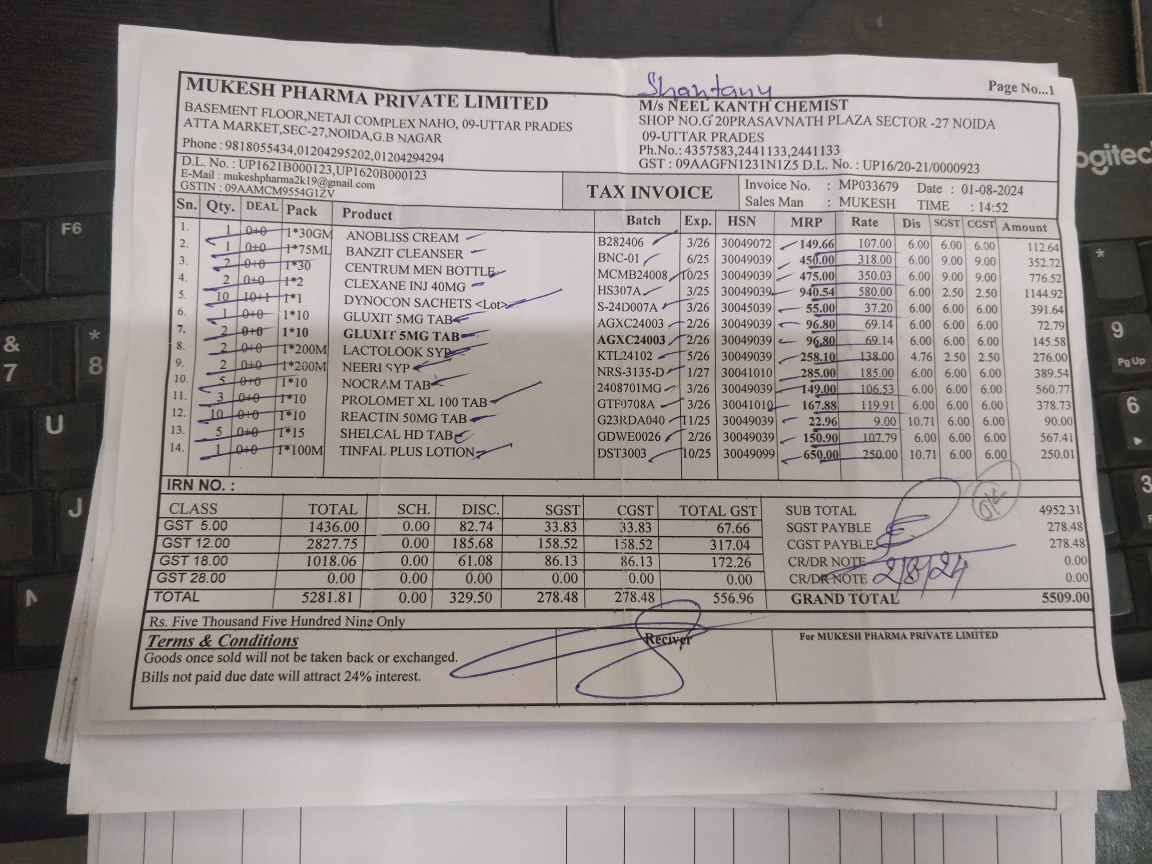 Shantanu
Page No...1
MUKESH PHARMA PRIVATE LIMITED
BASEMENT FLOOR,NETAJI COMPLEX NAHO, 09-UTTAR PRADES
ATTA MARKET,SEC-27,NOIDA,G.B NAGAR
Phone : 9818055434,01204295202,01204294294
D.L. No. : UP1621B000123,UP1620B000123
E-Mail : mukeshpharma2k19@gmail.com
GSTIN : 09AAMCM9554G1ZV
M/s NEEL KANTH CHEMIST
SHOP NO.G 20PRASAVNATH PLAZA SECTOR -27 NOIDA
09-UTTAR PRADES
Ph.No.: 4357583,2441133,2441133
GST : 09AAGFN1231N1Z5 D.L. No. : UP16/20-21/0000923
TAX INVOICE
Invoice No. : MP033679 Date : 01-08-2024
Sales Man : MUKESH TIME : 14:52
Sn. Qty. DEAL Pack Product Batch Exp. HSN MRP Rate Dis SGST CGST Amount
1. 1 0+0 1*30GM ANOBLISS CREAM B282406 3/26 30049072 149.66 107.00 6.00 6.00 6.00 112.64
2. 1 0+0 1*75ML BANZIT CLEANSER BNC-01 6/25 30049039 450.00 318.00 6.00 9.00 9.00 352.72
3. 2 0+0 1*30 CENTRUM MEN BOTTLE MCMB24008 10/25 30049039 475.00 350.03 6.00 9.00 9.00 776.52
4. 2 0+0 1*2 CLEXANE INJ 40MG HS307A 3/26 30049039 940.54 580.00 6.00 2.50 2.50 1144.92
5. 10 10+1 1*1 DYNOCON SACHETS <Lot> S-24D007A 3/26 30045039 55.00 37.20 6.00 6.00 6.00 391.64
6. 1 0+0 1*10 GLUXIT 5MG TAB AGXC24003 2/26 30049039 96.80 69.14 6.00 6.00 6.00 72.79
7. 2 0+0 1*10 GLUXIT 5MG TAB AGXC24003 2/26 30049039 96.80 69.14 6.00 6.00 6.00 145.58
8. 2 0+0 1*200M LACTOLOOK SYP KTL24102 5/26 30049039 258.10 138.00 4.76 2.50 2.50 276.00
9. 2 0+0 1*200M NEERI SYP NRS-3135-D 1/27 30041010 285.00 185.00 6.00 6.00 6.00 389.54
10. 5 0+0 1*10 NOCRAM TAB 2408701MG 3/26 30049039 149.00 106.53 6.00 6.00 6.00 560.77
11. 3 0+0 1*10 PROLOMET XL 100 TAB GTF0708A 3/26 30041010 167.88 119.91 6.00 6.00 6.00 378.73
12. 10 0+0 1*10 REACTIN 50MG TAB G23RDA040 11/25 30049039 22.96 9.00 10.71 6.00 6.00 90.00
13. 5 0+0 1*15 SHELCAL HD TAB GDWE0026 2/26 30049039 150.90 107.79 6.00 6.00 6.00 567.41
14. 1 0+0 1*100M TINFAL PLUS LOTION DST3003 10/25 30049099 650.00 250.00 10.71 6.00 6.00 250.01
IRN NO. :
CLASS TOTAL SCH. DISC. SGST CGST TOTAL GST
GST 5.00 1436.00 0.00 82.74 33.83 33.83 67.66
GST 12.00 2827.75 0.00 185.68 158.52 158.52 317.04
GST 18.00 1018.06 0.00 61.08 86.13 86.13 172.26
GST 28.00 0.00 0.00 0.00 0.00 0.00 0.00
TOTAL 5281.81 0.00 329.50 278.48 278.48 556.96
SUB TOTAL 4952.31
SGST PAYBLE 278.48
CGST PAYBLE 278.48
CR/DR NOTE 0.00
CR/DR NOTE 0.00
GRAND TOTAL 5509.00
OK
2/8/24
Rs. Five Thousand Five Hundred Nine Only
Terms & Conditions
Goods once sold will not be taken back or exchanged.
Bills not paid due date will attract 24% interest.
Reciver
For MUKESH PHARMA PRIVATE LIMITED
F6
&
7
*
8
U
J
N
ogitec
*
9
Pg Up
6
3